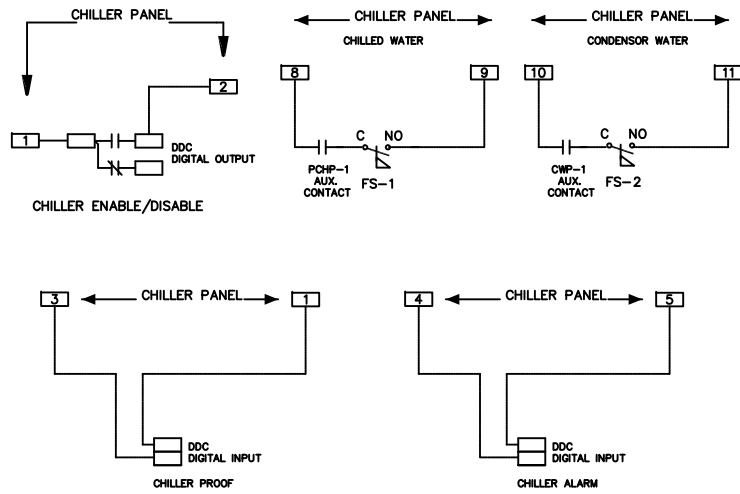 CHILLER PANEL
1
2
DDC
DIGITAL OUTPUT
CHILLER ENABLE/DISABLE
CHILLER PANEL
CHILLED WATER
8
9
C NO
PCHP-1
AUX.
CONTACT
FS-1
CHILLER PANEL
CONDENSOR WATER
10
11
C NO
CWP-1
AUX.
CONTACT
FS-2
3
CHILLER PANEL
1
DDC
DIGITAL INPUT
CHILLER PROOF
4
CHILLER PANEL
5
DDC
DIGITAL INPUT
CHILLER ALARM